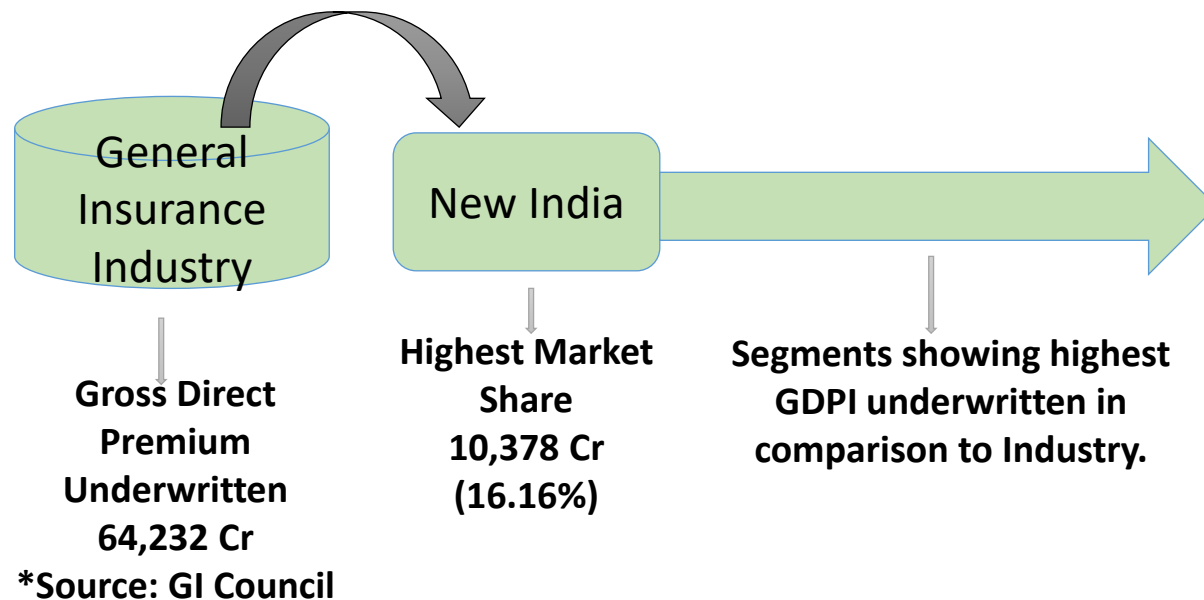 General
Insurance
Industry
New India
Gross Direct
Premium
Underwritten
64,232 Cr
*Source: GI Council
Highest Market
Share
10,378 Cr
(16.16%)
Segments showing highest
GDPI underwritten in
comparison to Industry.